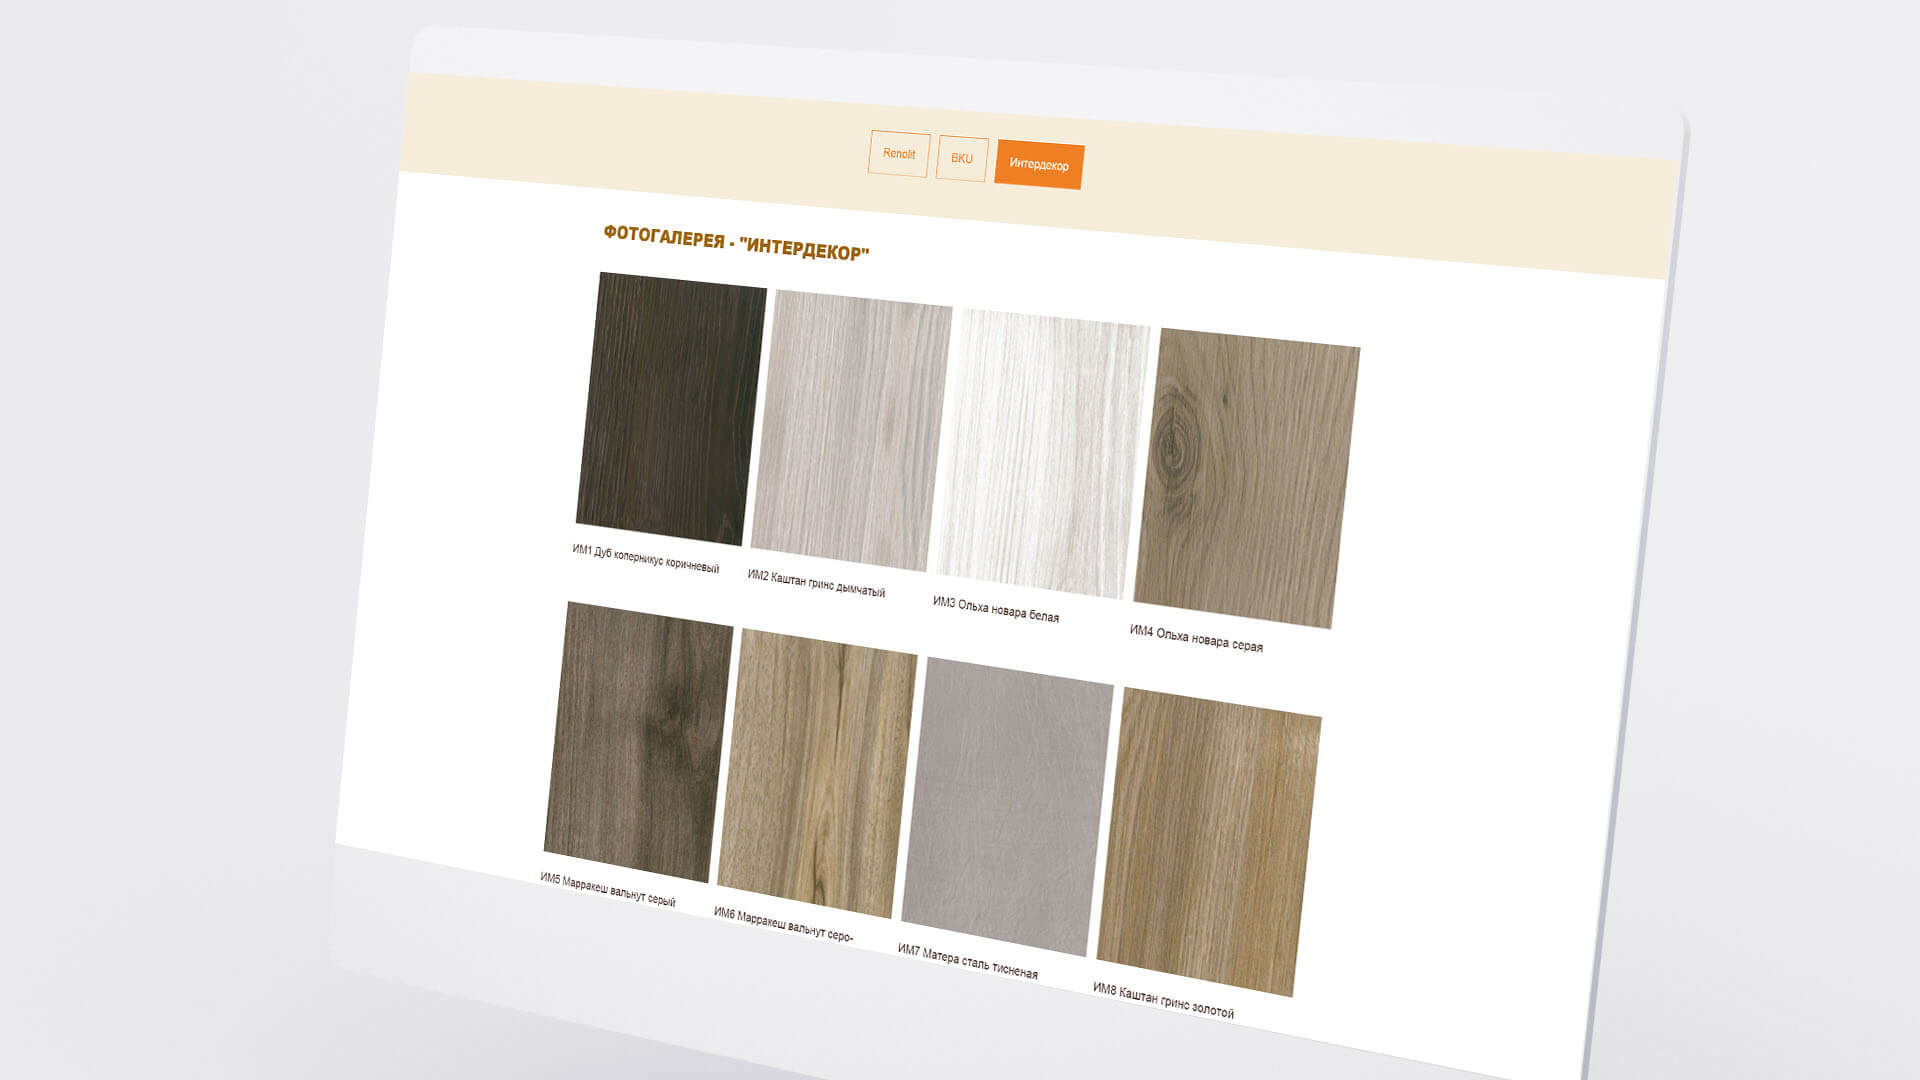 Renolit
BKU
Интердекор
ФОТОГАЛЕРЕЯ - "ИНТЕРДЕКОР"
ИМ1 Дуб коперникус коричневый
ИМ2 Каштан гринс дымчатый
ИМ3 Ольха новара белая
ИМ4 Ольха новара серая
ИМ5 Марракеш вальнут серый
ИМ6 Марракеш вальнут серо-
ИМ7 Матера сталь тисненая
ИМ8 Каштан гринс золотой